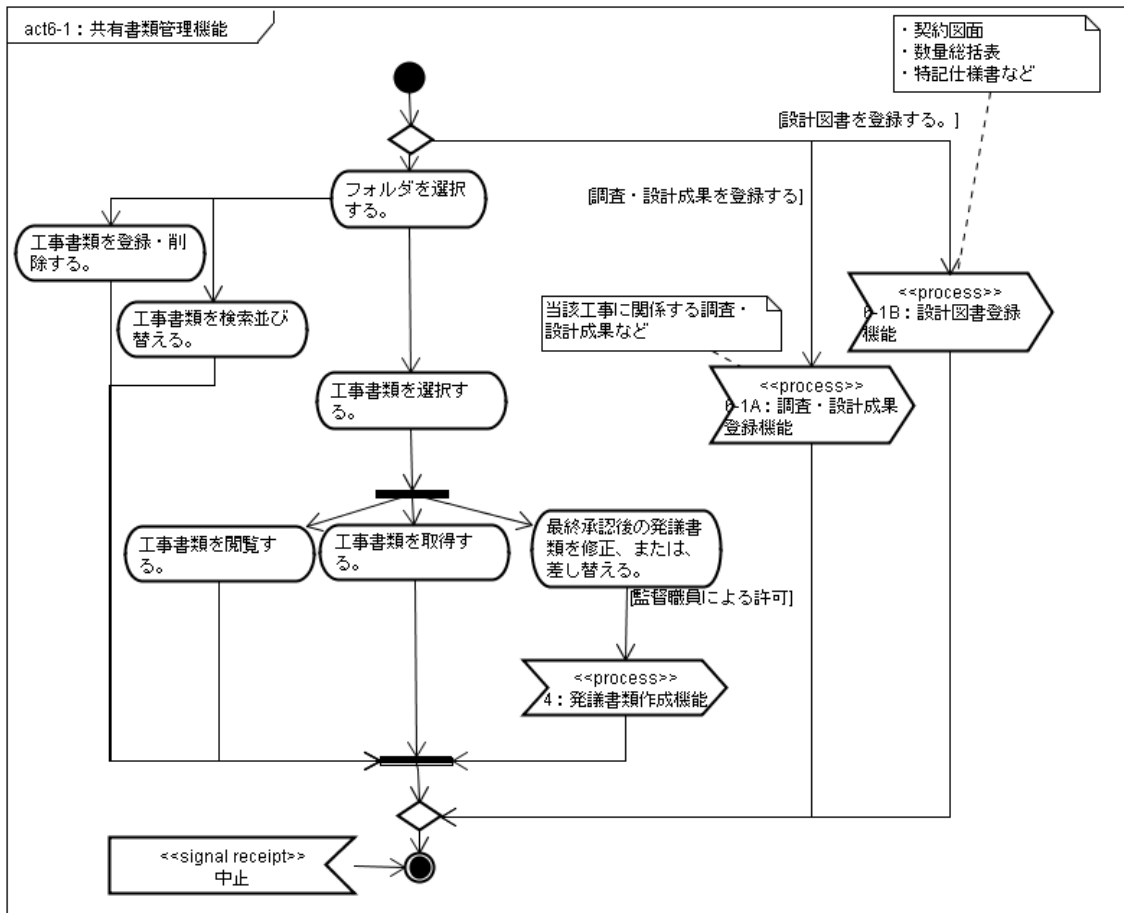 act6-1：共有書類管理機能
・契約図面
・数量総括表
・特記仕様書など
[設計図書を登録する。]
フォルダを選択
する。
[調査・設計成果を登録する]
工事書類を登録・削
除する。
工事書類を検索並び
替える。
当該工事に関係する調査・
設計成果など
<<process>>
6-1B：設計図書登録
機能
工事書類を選択す
る。
<<process>>
6-1A：調査・設計成果
登録機能
工事書類を閲覧す
る。
工事書類を取得す
る。
最終承認後の発議書
類を修正、または、
差し替える。
[監督職員による許可]
<<process>>
4：発議書類作成機能
<<signal receipt>>
中止